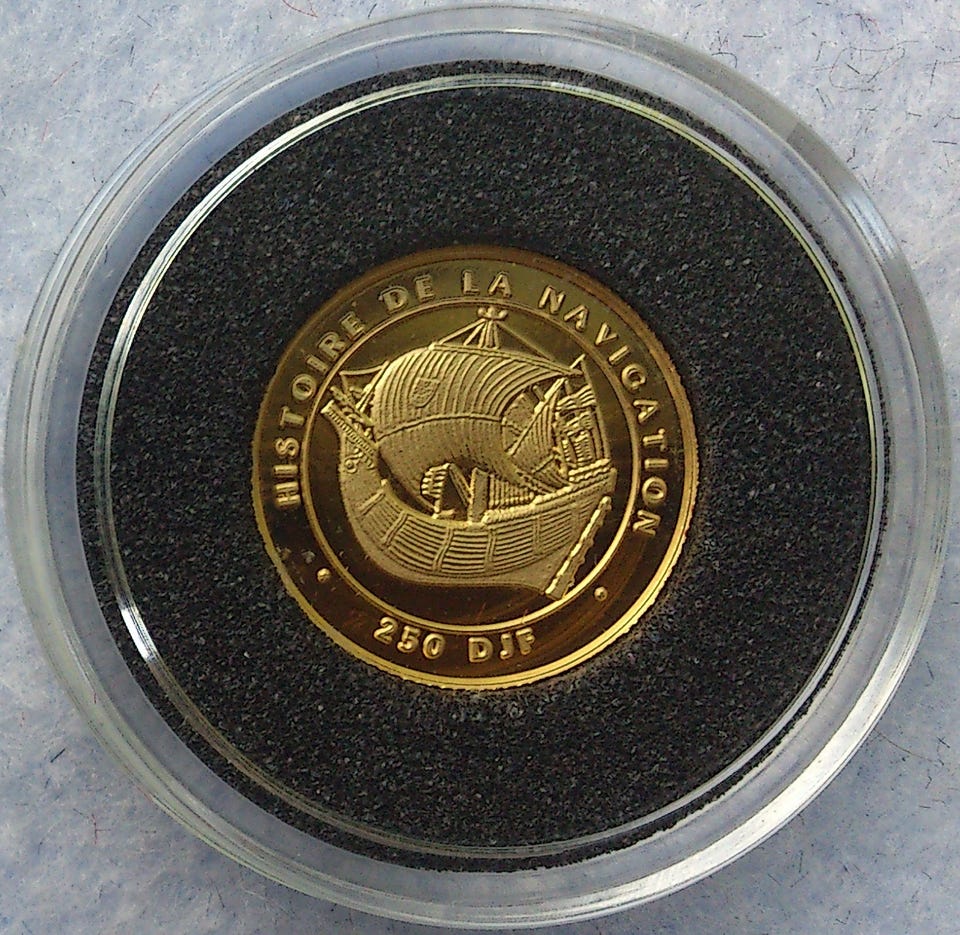 HISTOIRE DE LA NAVIGATION
250 DJF